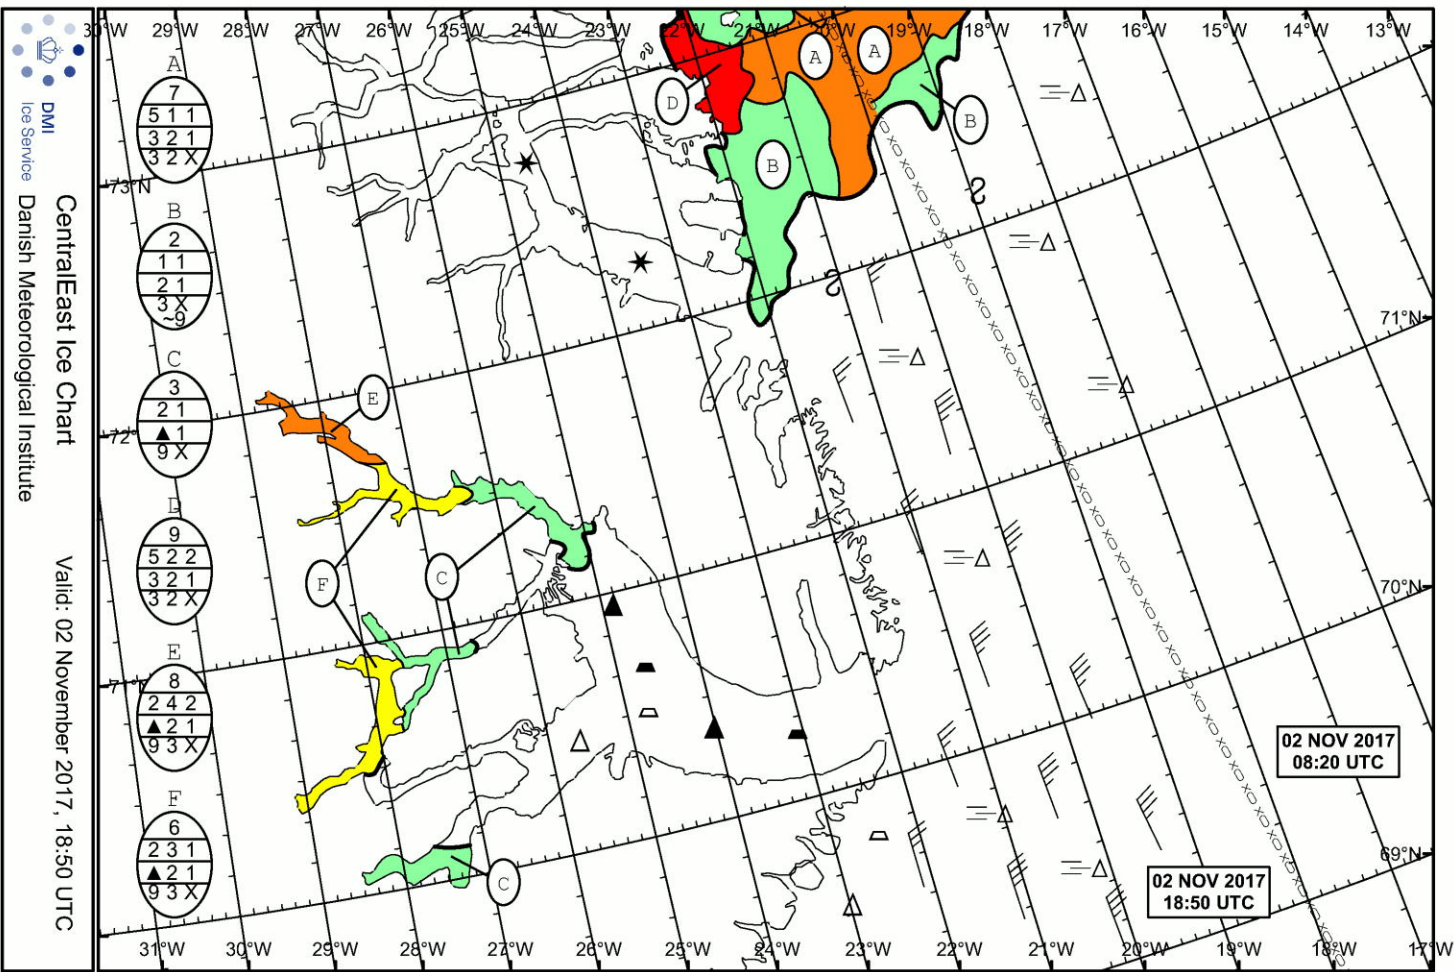 DMI
Ice Service
CentralEast Ice Chart
Valid: 02 November 2017, 18:50 UTC
Danish Meteorological Institute
30°W 29°W 28°W 27°W 26°W 25°W 24°W 23°W 22°W 21°W 20°W 19°W 18°W 17°W 16°W 15°W 14°W 13°W
A
7
5 1 1
3 2 1
3 2 X
B
2
1 1
2 1
3 X
~9
C
3
2 1
▲ 1
9 X
D
9
5 2 2
3 2 1
3 2 X
E
8
2 4 2
▲ 2 1
9 3 X
F
6
2 3 1
▲ 2 1
9 3 X
A
A
D
B
B
73°N
71°N
E
72°
F
C
70°N
71°N
02 NOV 2017
08:20 UTC
69°N
C
02 NOV 2017
18:50 UTC
31°W 30°W 29°W 28°W 27°W 26°W 25°W 24°W 23°W 22°W 21°W 20°W 19°W 18°W 17°W